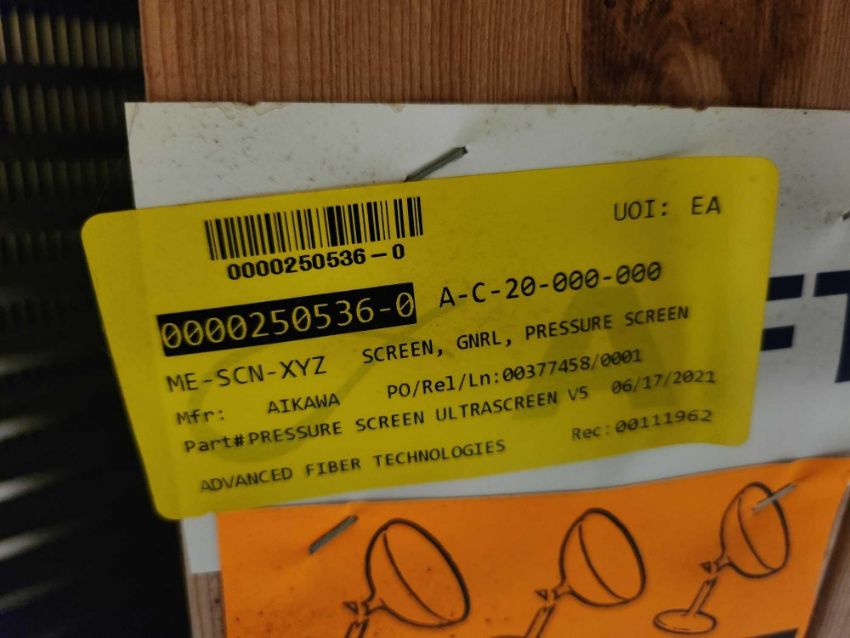 0000250536-0
UOI: EA
0000250536-0 A-C-20-000-000
ME-SCN-XYZ SCREEN, GNRL, PRESSURE SCREEN
Mfr: AIKAWA PO/Rel/Ln:00377458/0001
Part#PRESSURE SCREEN ULTRASCREEN V5 06/17/2021
ADVANCED FIBER TECHNOLOGIES Rec:00111962
AFT